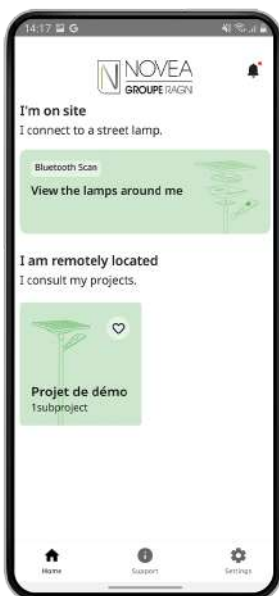 14:17 G
NOVEA
GROUPE RAGNI
I'm on site
I connect to a street lamp.
Bluetooth Scan
View the lamps around me
I am remotely located
I consult my projects.
Projet de démo
1subproject
Home Support Settings